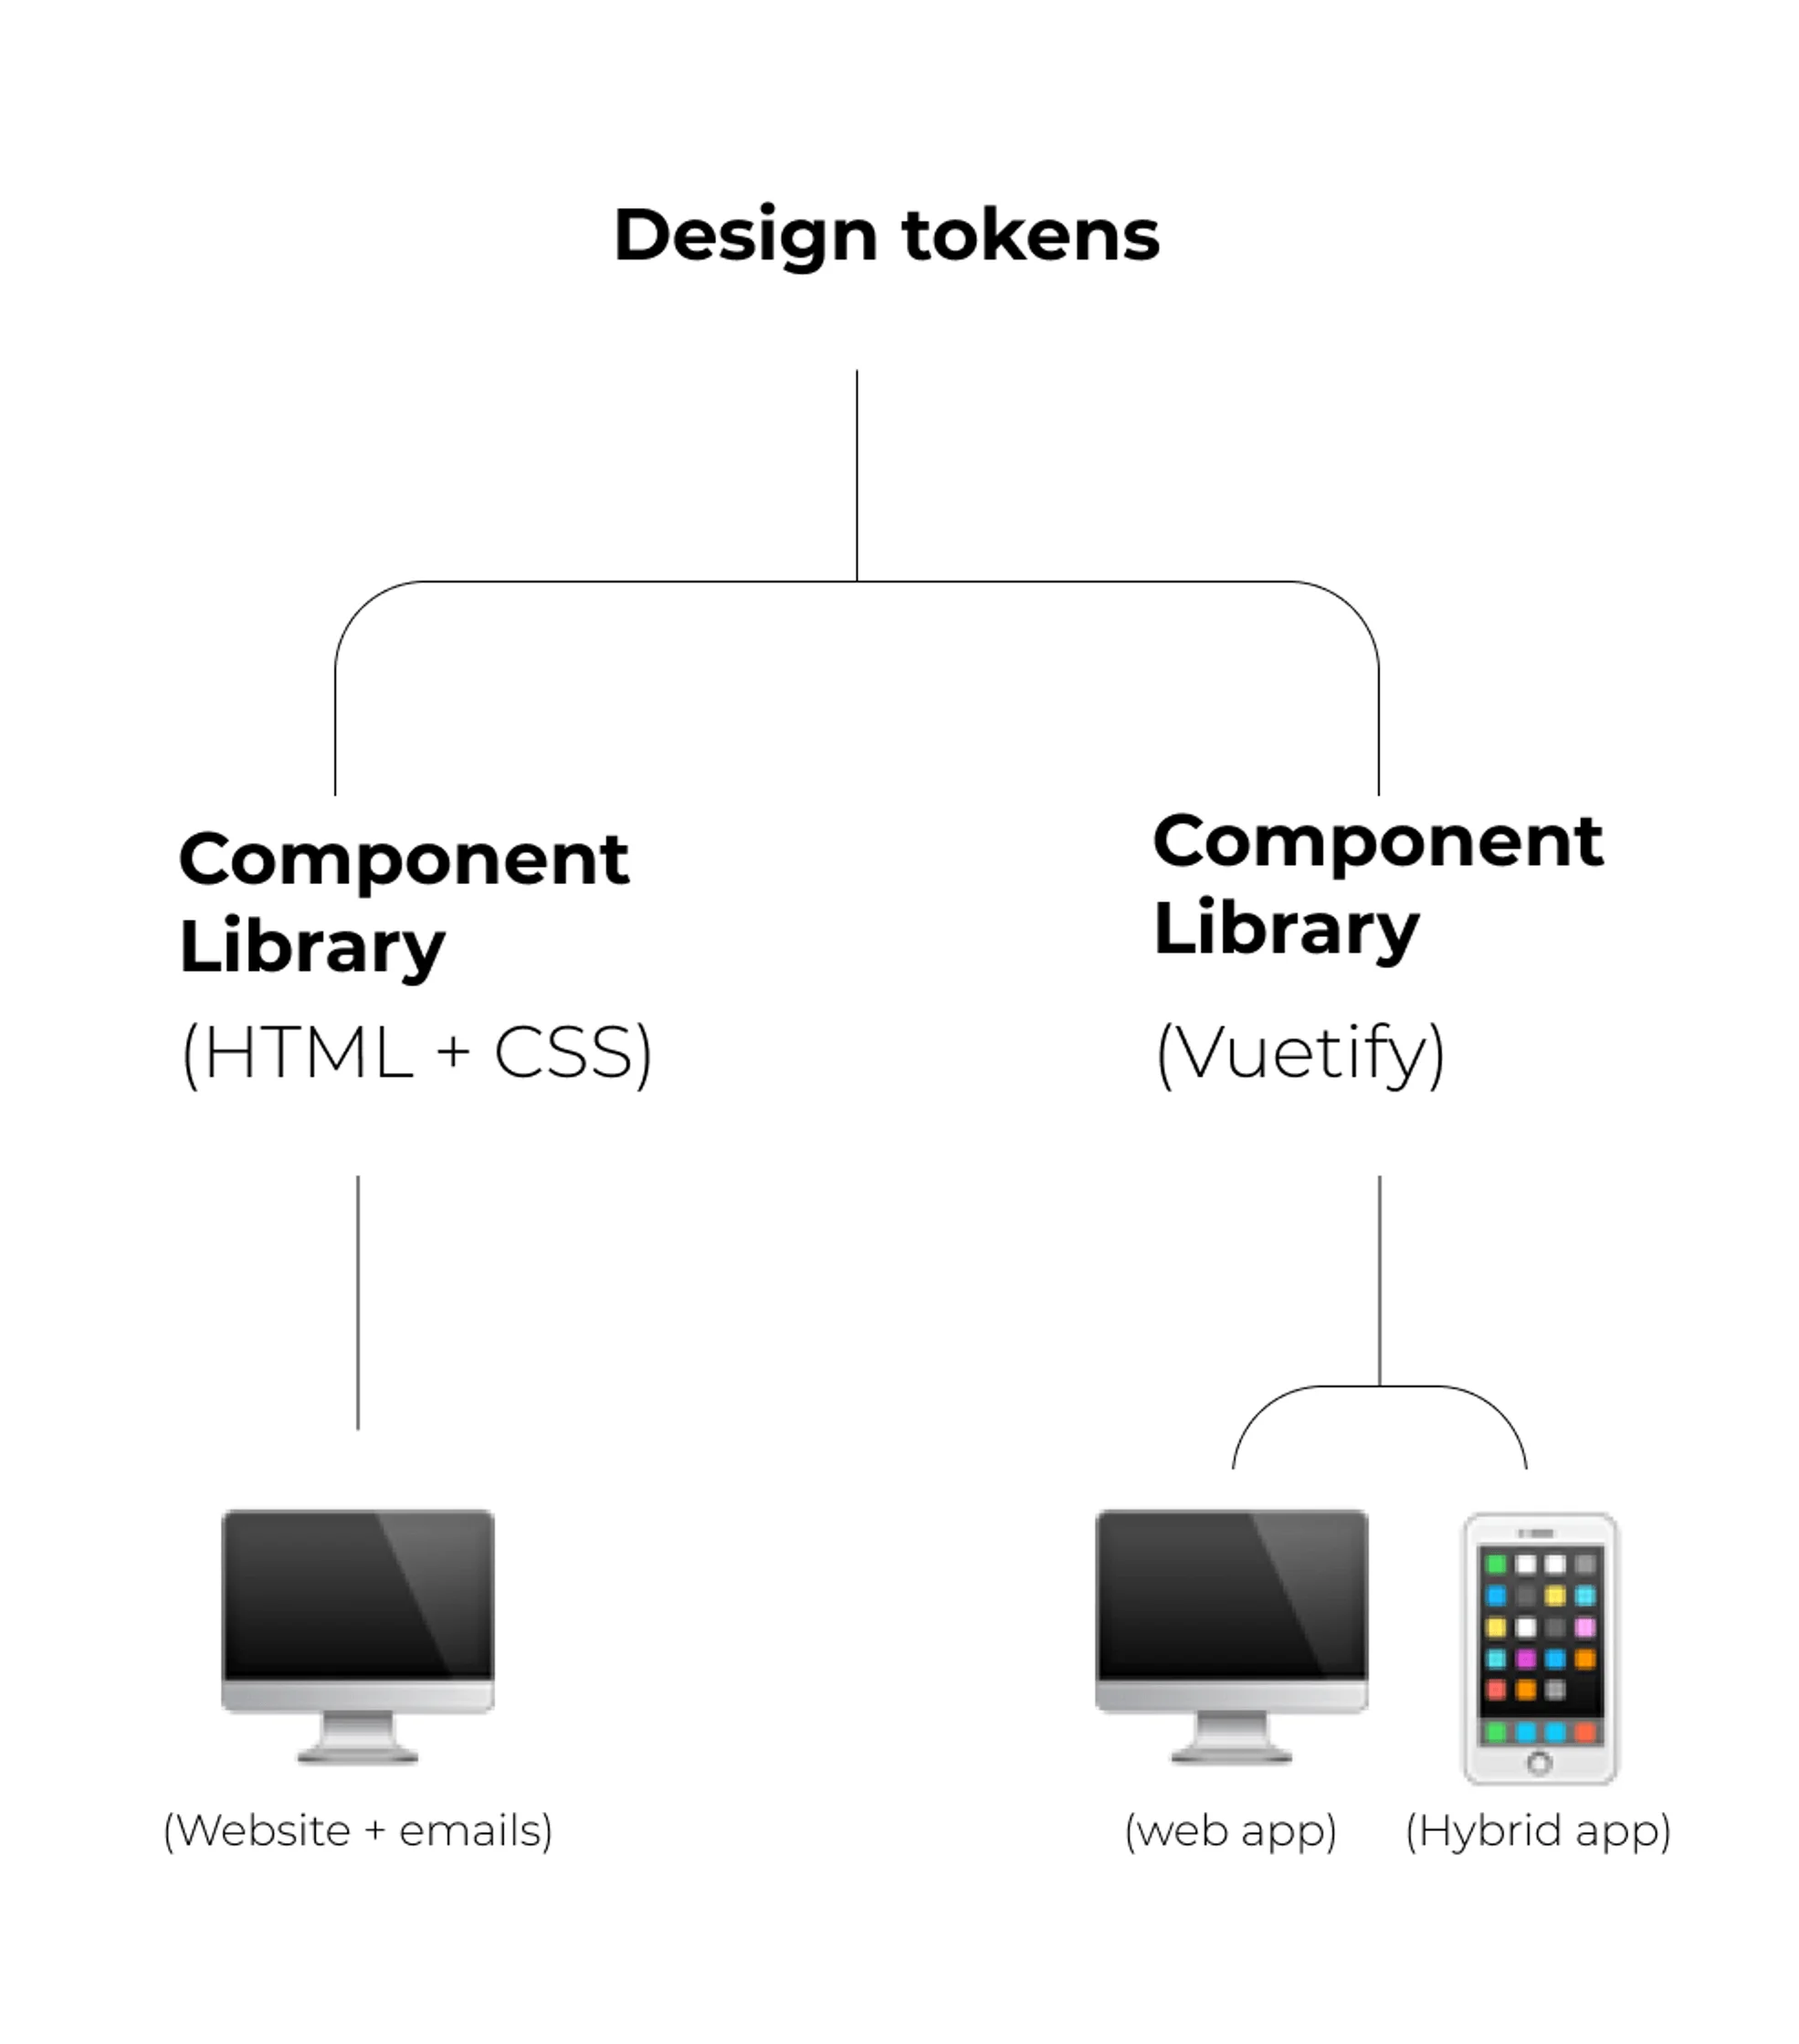 Design tokens
Component
Library
(HTML + CSS)
Component
Library
(Vuetify)
(Website + emails)
(web app)
(Hybrid app)